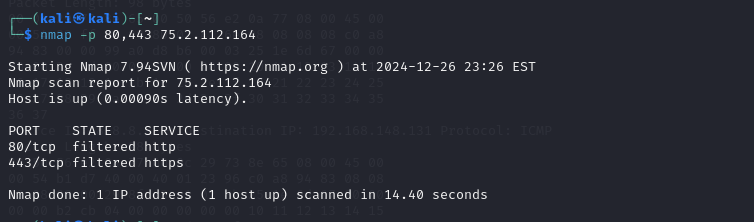 ┌──(kali㉿kali)-[~]
└─$ nmap -p 80,443 75.2.112.164
Starting Nmap 7.94SVN ( https://nmap.org ) at 2024-12-26 23:26 EST
Nmap scan report for 75.2.112.164
Host is up (0.00090s latency).
PORT    STATE    SERVICE
80/tcp  filtered http
443/tcp filtered https
Nmap done: 1 IP address (1 host up) scanned in 14.40 seconds